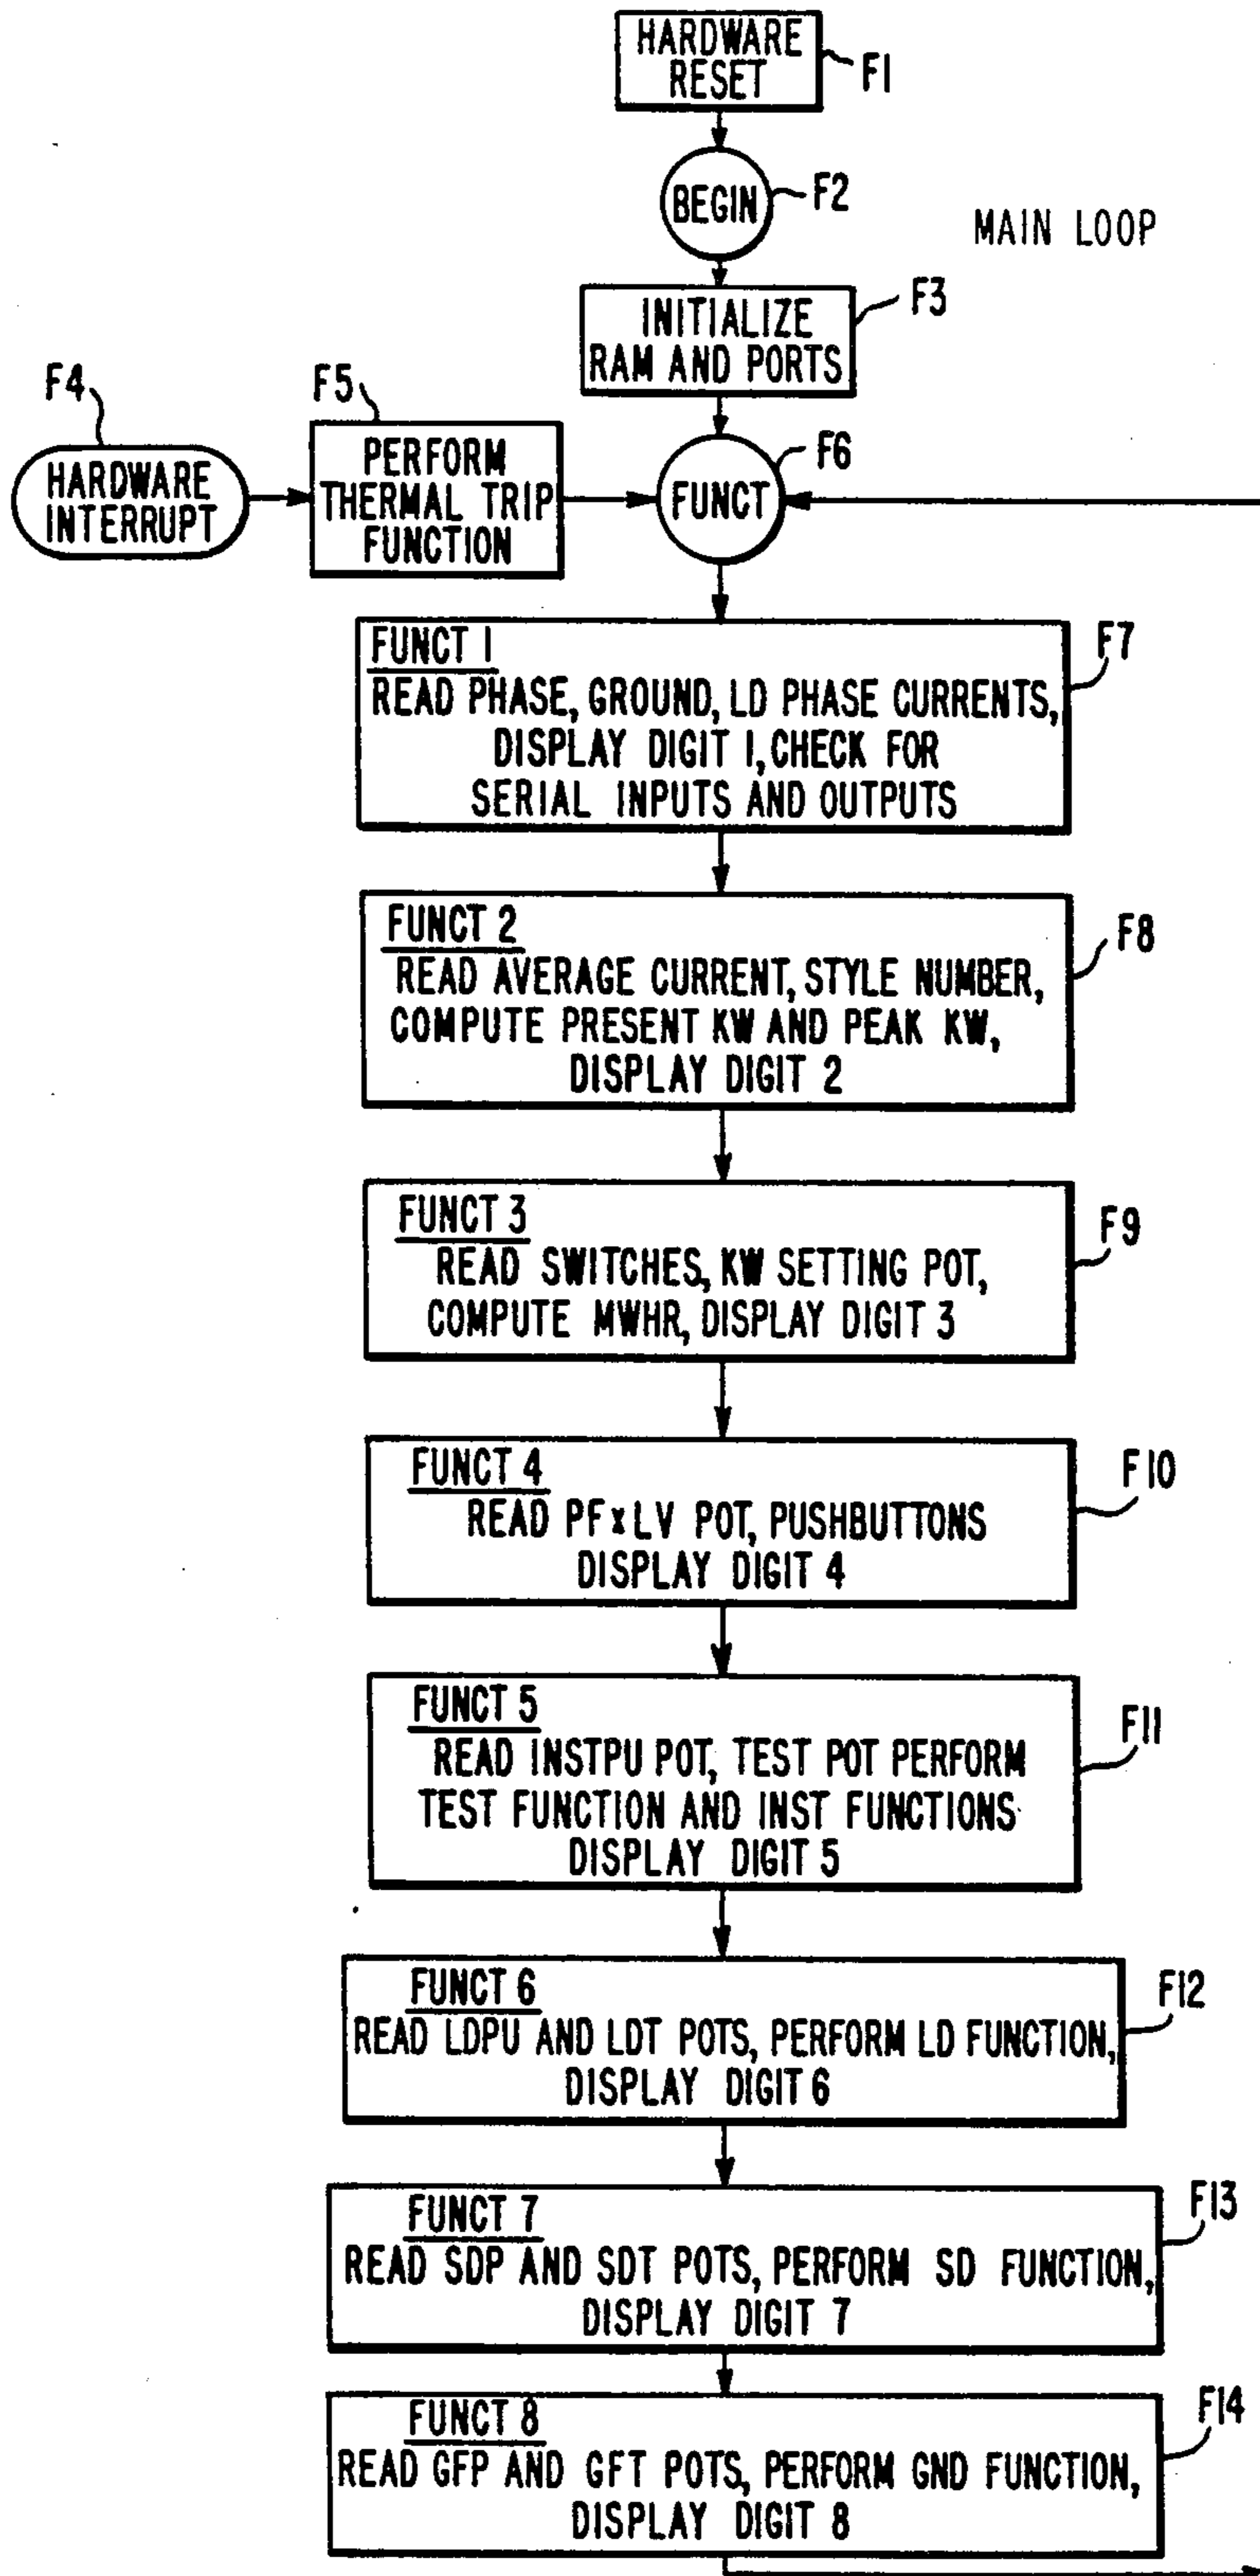 HARDWARE
RESET
F1
BEGIN
F2
MAIN LOOP
INITIALIZE
RAM AND PORTS
F3
F4
HARDWARE
INTERRUPT
F5
PERFORM
THERMAL TRIP
FUNCTION
FUNCT
F6
FUNCT 1
READ PHASE, GROUND, LD PHASE CURRENTS,
DISPLAY DIGIT 1, CHECK FOR
SERIAL INPUTS AND OUTPUTS
F7
FUNCT 2
READ AVERAGE CURRENT, STYLE NUMBER,
COMPUTE PRESENT KW AND PEAK KW,
DISPLAY DIGIT 2
F8
FUNCT 3
READ SWITCHES, KW SETTING POT,
COMPUTE MWHR, DISPLAY DIGIT 3
F9
FUNCT 4
READ PFxLV POT, PUSHBUTTONS
DISPLAY DIGIT 4
F10
FUNCT 5
READ INSTPU POT, TEST POT PERFORM
TEST FUNCTION AND INST FUNCTIONS
DISPLAY DIGIT 5
F11
FUNCT 6
READ LDPU AND LDT POTS, PERFORM LD FUNCTION,
DISPLAY DIGIT 6
F12
FUNCT 7
READ SDP AND SDT POTS, PERFORM SD FUNCTION,
DISPLAY DIGIT 7
F13
FUNCT 8
READ GFP AND GFT POTS, PERFORM GND FUNCTION,
DISPLAY DIGIT 8
F14